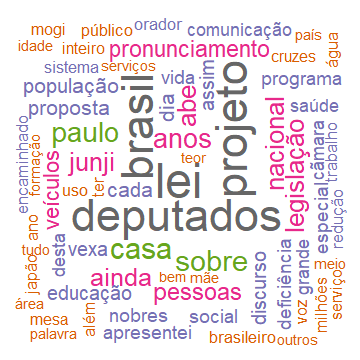 mogi público orador comunicação país
idade inteiro pronunciamento cruzes água
sistema serviços vida assim
população dia abe programa
proposta brasil projeto nacional saúde
paulo anos legislação câmara trabalho
encaminhado formação veículos junji teor especial redução
uso ter cada lei
deputados
ano desta vexa casa sobre
tudo japão ainda bem mãe discurso deficiência grande meio
área educação pessoas voz milhões serviço
mesa além nobres social
palavra apresentei brasileiro outros